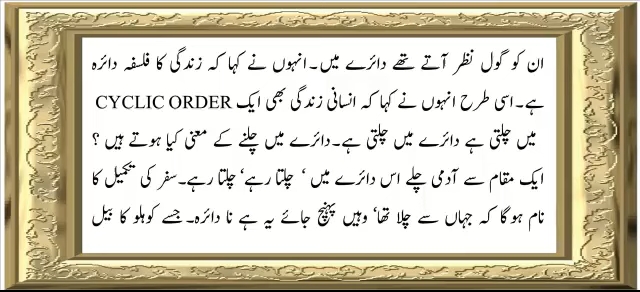 ان کو گول نظر آتے تھے دائرے میں۔انہوں نے کہا کہ زندگی کا فلسفہ دائرہ
ہے۔اسی طرح انہوں نے کہا کہ انسانی زندگی بھی ایک CYCLIC ORDER
میں چلتی ہے دائرے میں چلتی ہے۔دائرے میں چلنے کے معنی کیا ہوتے ہیں ؟
ایک مقام سے آدمی چلے اس دائرے میں ‘ چلتا رہے‘ چلتا رہے۔سفر کی تکمیل کا
نام ہوگا کہ جہاں سے چلا تھا‘ وہیں پہنچ جائے یہ ہے نا دائرہ۔ جسے کوہلو کا بیل